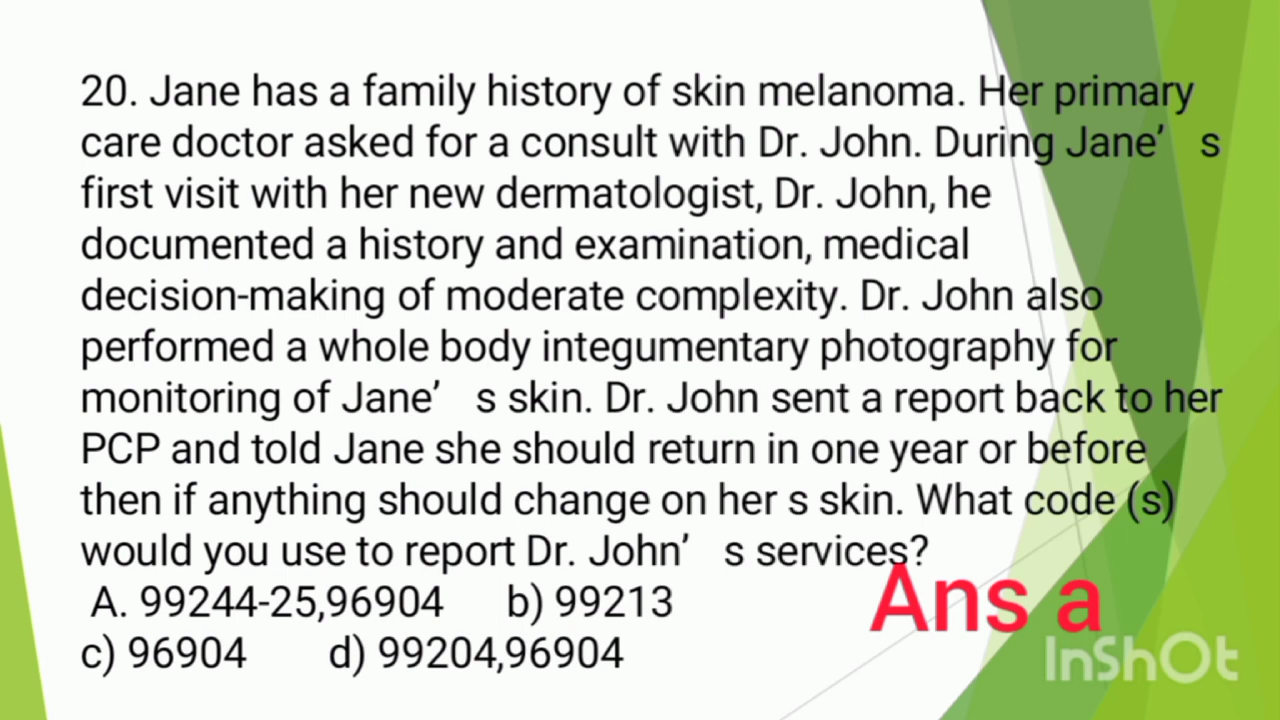 20. Jane has a family history of skin melanoma. Her primary
care doctor asked for a consult with Dr. John. During Jane’ s
first visit with her new dermatologist, Dr. John, he
documented a history and examination, medical
decision-making of moderate complexity. Dr. John also
performed a whole body integumentary photography for
monitoring of Jane’ s skin. Dr. John sent a report back to her
PCP and told Jane she should return in one year or before
then if anything should change on her s skin. What code (s)
would you use to report Dr. John’ s services?
A. 99244-25,96904 b) 99213
Ans a
c) 96904 d) 99204,96904
InShOt